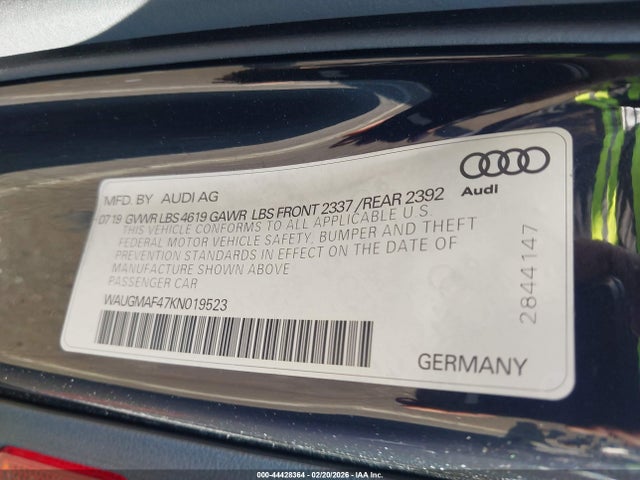 MFD. BY AUDI AG
0719 GVWR LBS 4619 GAWR LBS FRONT 2337 / REAR 2392
THIS VEHICLE CONFORMS TO ALL APPLICABLE U S
FEDERAL MOTOR VEHICLE SAFETY, BUMPER AND THEFT
PREVENTION STANDARDS IN EFFECT ON THE DATE OF
MANUFACTURE SHOWN ABOVE
PASSENGER CAR
WAUGMAF47KN019523
Audi
2844147
GERMANY
000-44428364 | 02/20/2026 - IAA Inc.